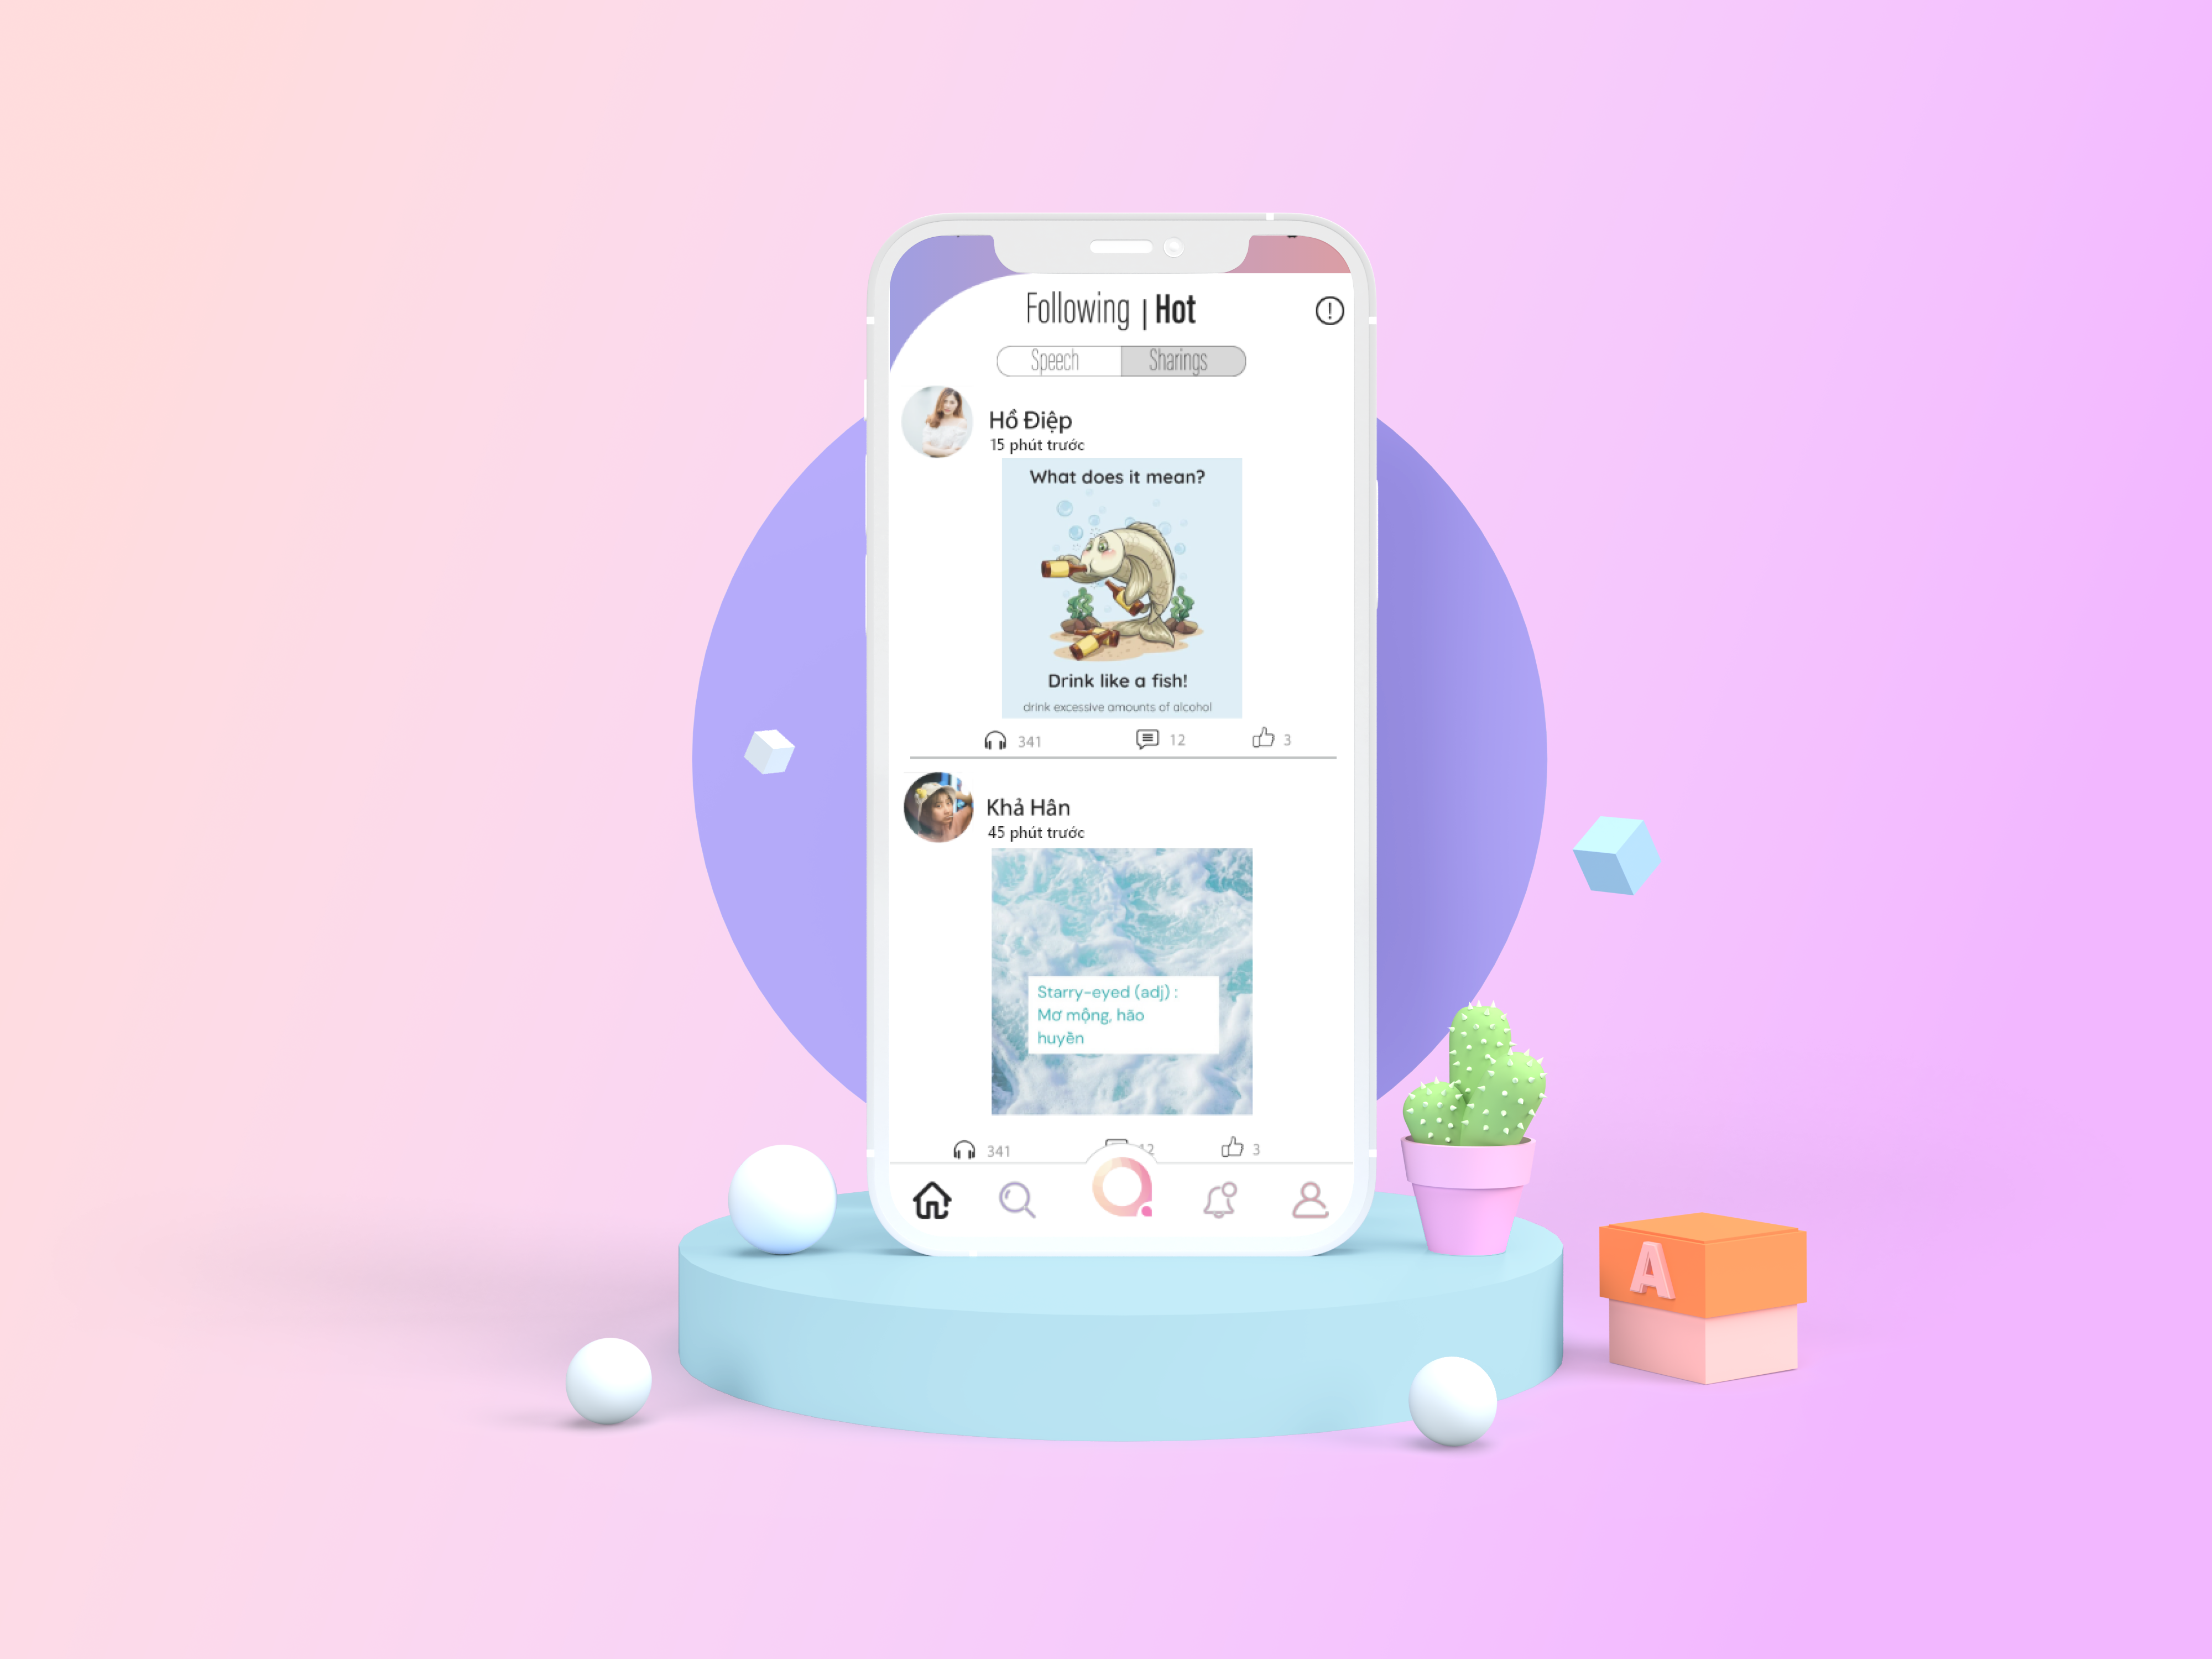 Following | Hot
Speech Sharings
Hồ Điệp
15 phút trước
What does it mean?
Drink like a fish!
drink excessive amounts of alcohol
341 12 3
Khả Hân
45 phút trước
Starry-eyed (adj) :
Mơ mộng, hão
huyền
341 12 3
A